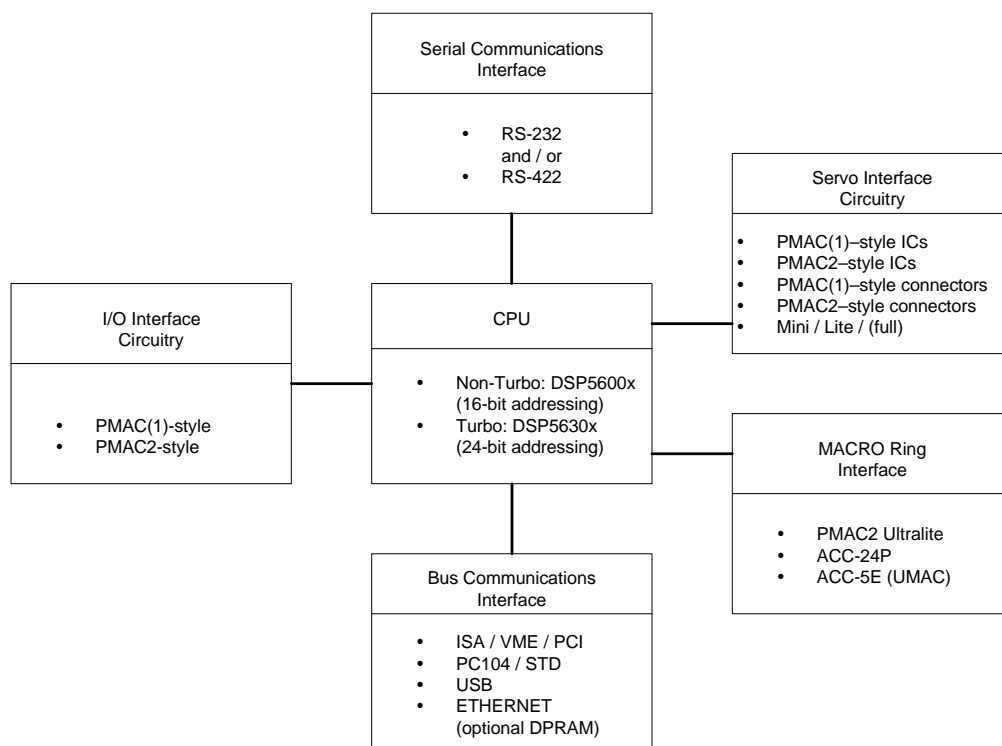 Serial Communications
Interface
• RS-232
and / or
• RS-422
Servo Interface
Circuitry
• PMAC(1)–style ICs
• PMAC2–style ICs
• PMAC(1)–style connectors
• PMAC2–style connectors
• Mini / Lite / (full)
I/O Interface
Circuitry
• PMAC(1)-style
• PMAC2-style
CPU
• Non-Turbo: DSP5600x
(16-bit addressing)
• Turbo: DSP5630x
(24-bit addressing)
MACRO Ring
Interface
• PMAC2 Ultralite
• ACC-24P
• ACC-5E (UMAC)
Bus Communications
Interface
• ISA / VME / PCI
• PC104 / STD
• USB
• ETHERNET
(optional DPRAM)